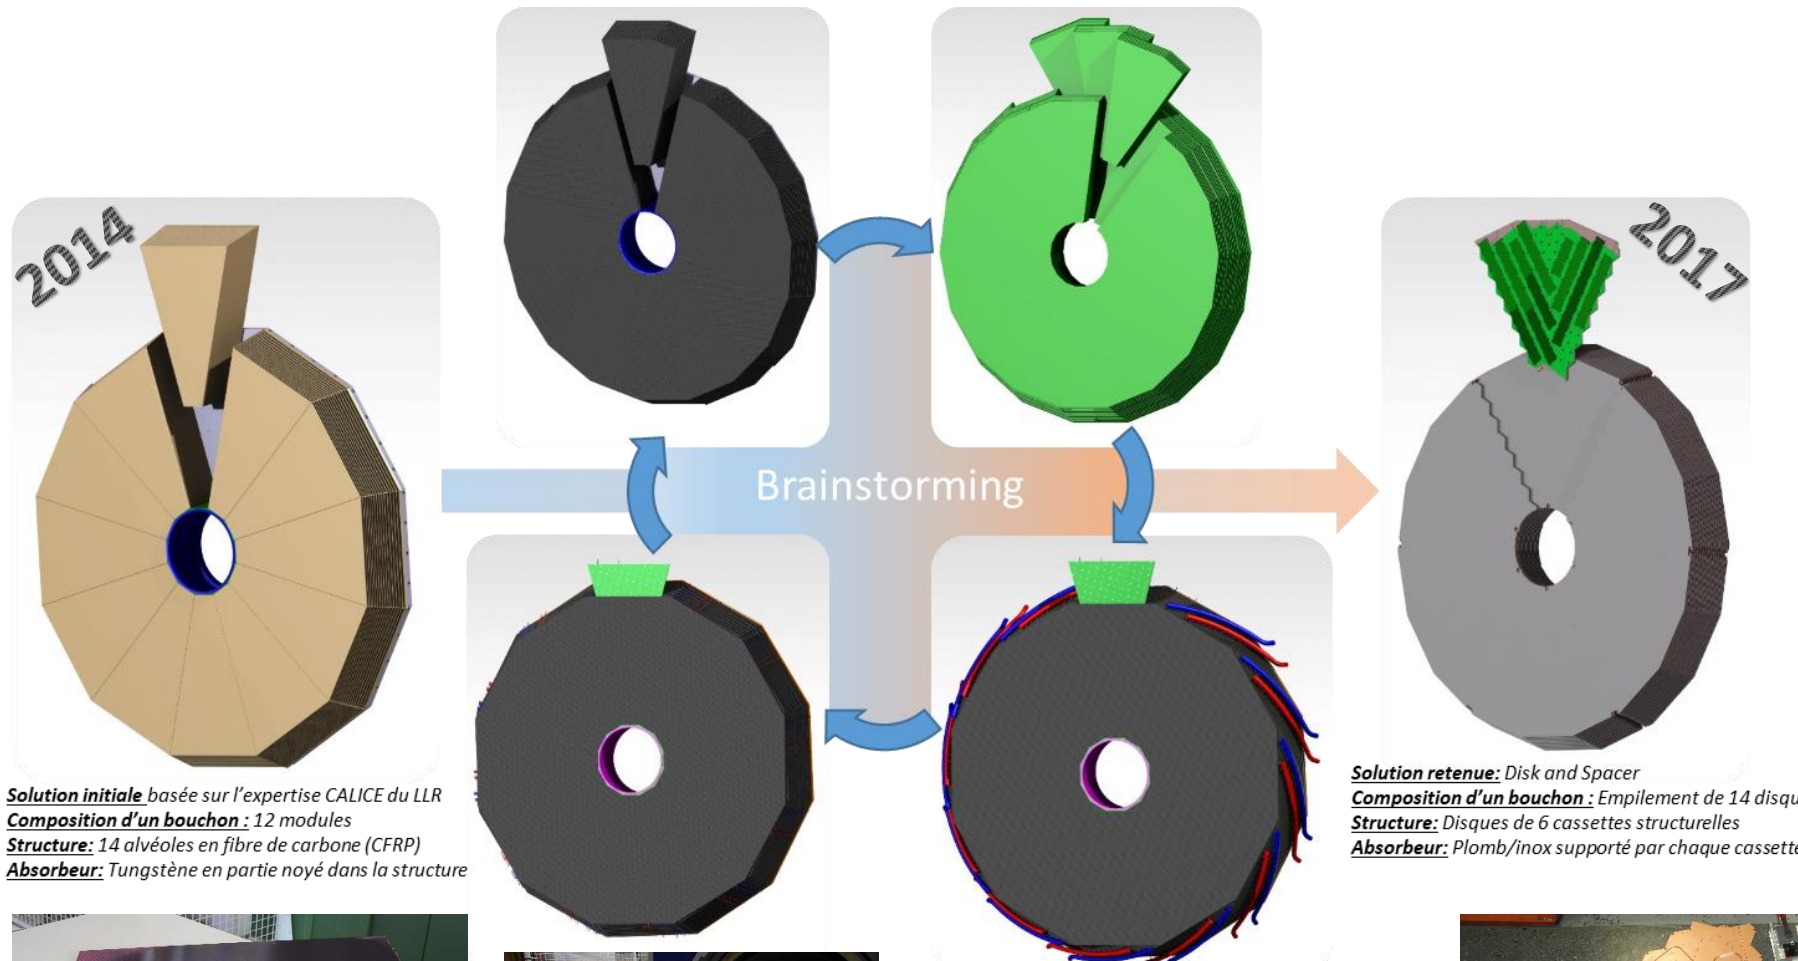 2014
Brainstorming
2017
Solution initiale basée sur l'expertise CALICE du LLR
Composition d'un bouchon : 12 modules
Structure: 14 alvéoles en fibre de carbone (CFRP)
Absorbeur: Tungstène en partie noyé dans la structure
Solution retenue: Disk and Spacer
Composition d'un bouchon : Empilement de 14 disqu
Structure: Disques de 6 cassettes structurelles
Absorbeur: Plomb/inox supporté par chaque cassette